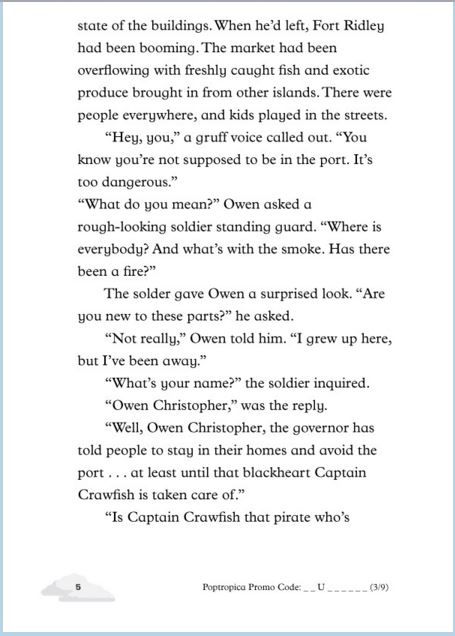 state of the buildings. When he’d left, Fort Ridley
had been booming. The market had been
overflowing with freshly caught fish and exotic
produce brought in from other islands. There were
people everywhere, and kids played in the streets.
“Hey, you,” a gruff voice called out. “You
know you’re not supposed to be in the port. It’s
too dangerous.”
“What do you mean?” Owen asked a
rough-looking soldier standing guard. “Where is
everybody? And what’s with the smoke. Has there
been a fire?”
The solder gave Owen a surprised look. “Are
you new to these parts?” he asked.
“Not really,” Owen told him. “I grew up here,
but I’ve been away.”
“What’s your name?” the soldier inquired.
“Owen Christopher,” was the reply.
“Well, Owen Christopher, the governor has
told people to stay in their homes and avoid the
port . . . at least until that blackheart Captain
Crawfish is taken care of.”
“Is Captain Crawfish that pirate who’s
5
Poptropica Promo Code: _ _ U _ _ _ _ _ _ (3/9)